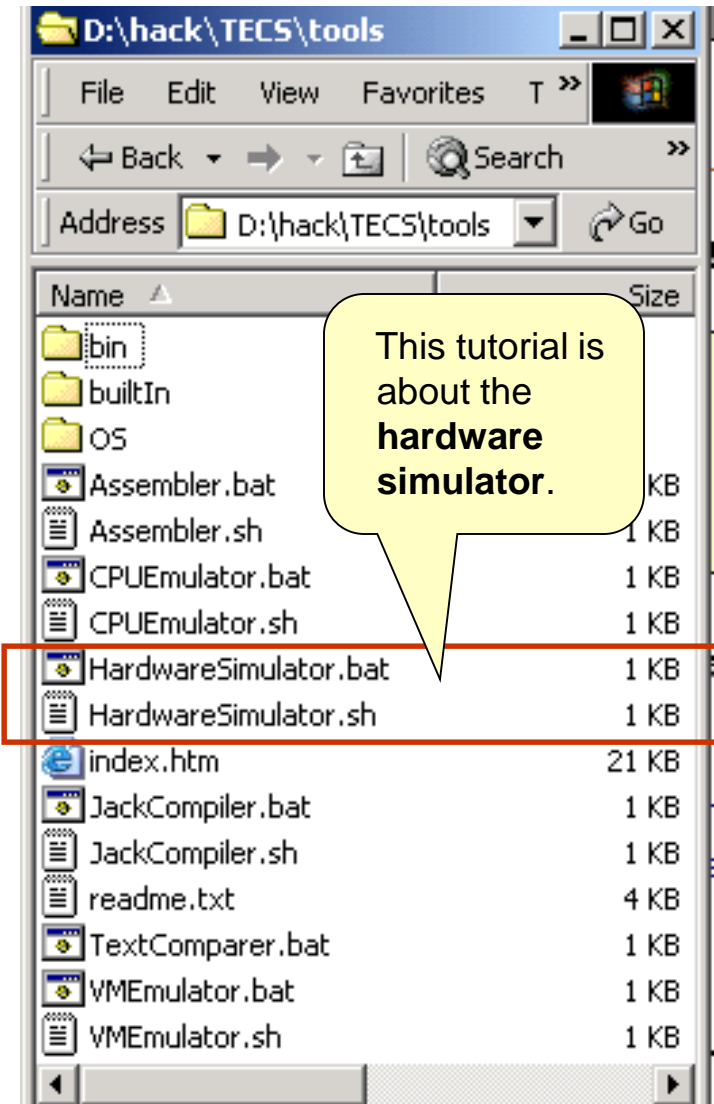 D:\hack\TECS\tools
File Edit View Favorites T »
Back Search »
Address D:\hack\TECS\tools Go
Name Size
bin
builtIn
OS
This tutorial is
about the
hardware
simulator.
Assembler.bat KB
Assembler.sh 1 KB
CPUEmulator.bat 1 KB
CPUEmulator.sh 1 KB
HardwareSimulator.bat 1 KB
HardwareSimulator.sh 1 KB
index.htm 21 KB
JackCompiler.bat 1 KB
JackCompiler.sh 1 KB
readme.txt 4 KB
TextComparer.bat 1 KB
VMEmulator.bat 1 KB
VMEmulator.sh 1 KB